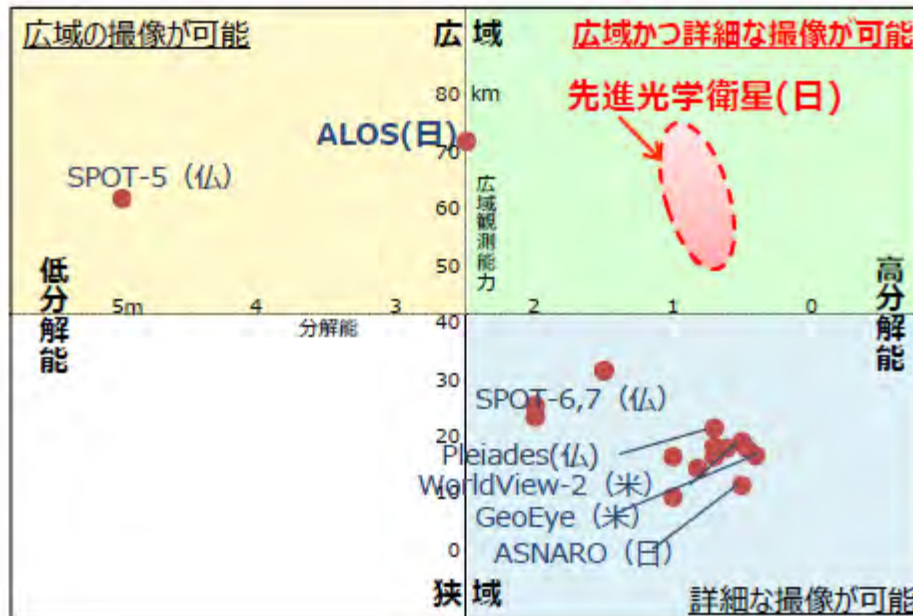 広域の撮像が可能
広域
広域かつ詳細な撮像が可能
80 km
先進光学衛星(日)
ALOS(日)
70
SPOT-5（仏）
60
広域観測能力
50
低分解能
高分解能
5m 4 3 2 1 0
分解能
40
30
SPOT-6,7（仏）
20
Pleiades(仏)
WorldView-2（米）
10
GeoEye（米）
ASNARO（日）
0
狭域
詳細な撮像が可能